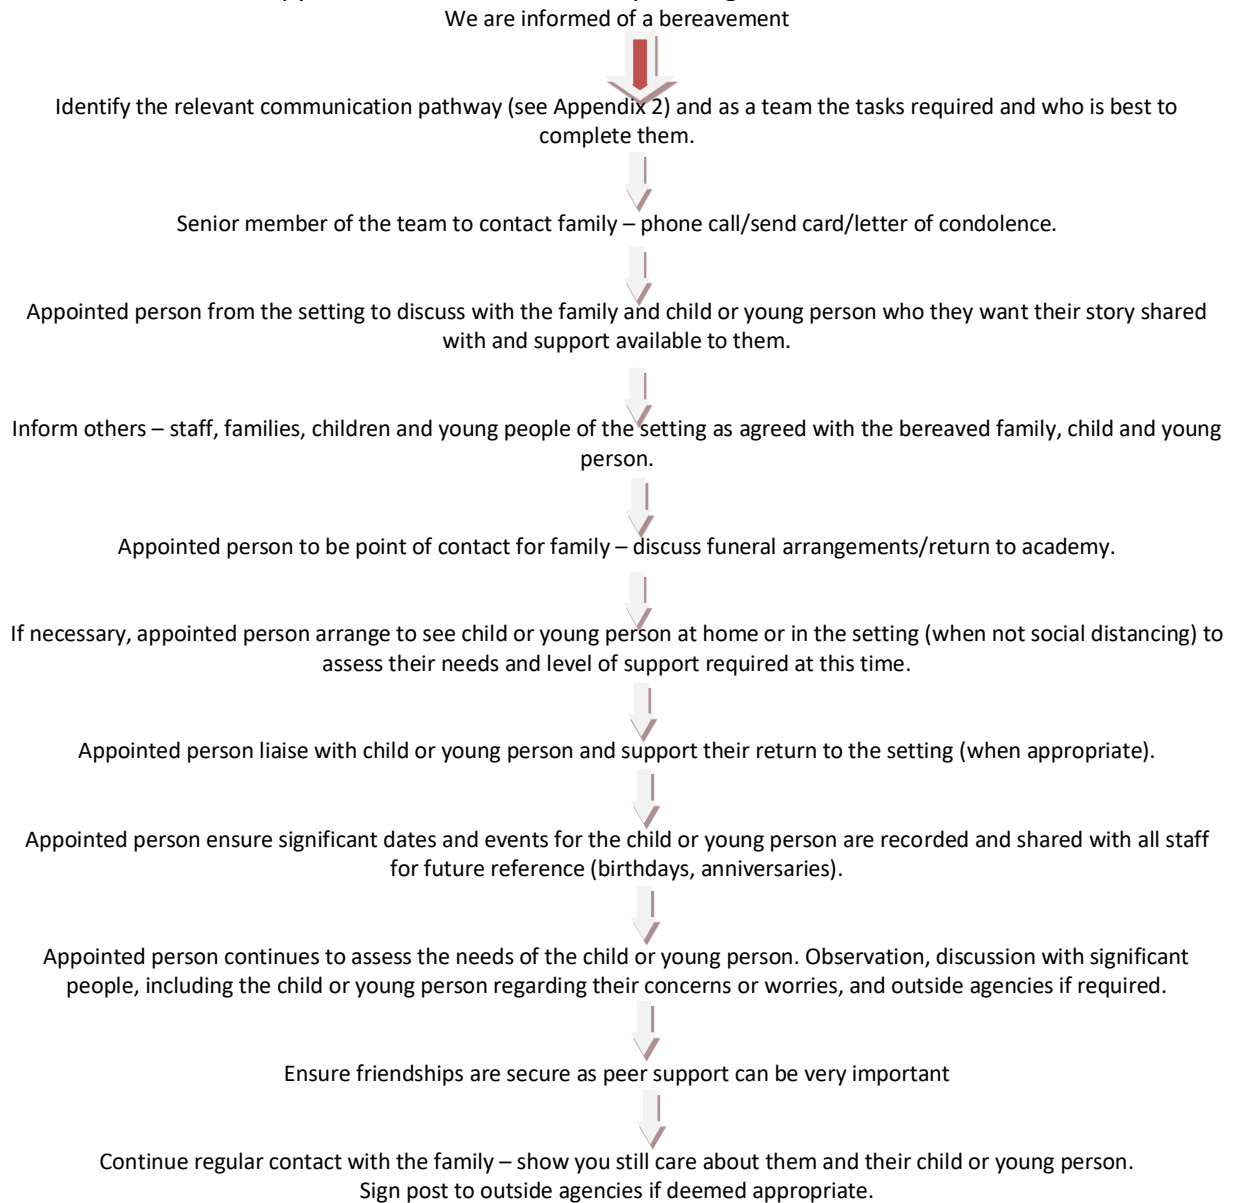 We are informed of a bereavement
Identify the relevant communication pathway (see Appendix 2) and as a team the tasks required and who is best to
complete them.
Senior member of the team to contact family – phone call/send card/letter of condolence.
Appointed person from the setting to discuss with the family and child or young person who they want their story shared
with and support available to them.
Inform others – staff, families, children and young people of the setting as agreed with the bereaved family, child and young
person.
Appointed person to be point of contact for family – discuss funeral arrangements/return to academy.
If necessary, appointed person arrange to see child or young person at home or in the setting (when not social distancing) to
assess their needs and level of support required at this time.
Appointed person liaise with child or young person and support their return to the setting (when appropriate).
Appointed person ensure significant dates and events for the child or young person are recorded and shared with all staff
for future reference (birthdays, anniversaries).
Appointed person continues to assess the needs of the child or young person. Observation, discussion with significant
people, including the child or young person regarding their concerns or worries, and outside agencies if required.
Ensure friendships are secure as peer support can be very important
Continue regular contact with the family – show you still care about them and their child or young person.
Sign post to outside agencies if deemed appropriate.